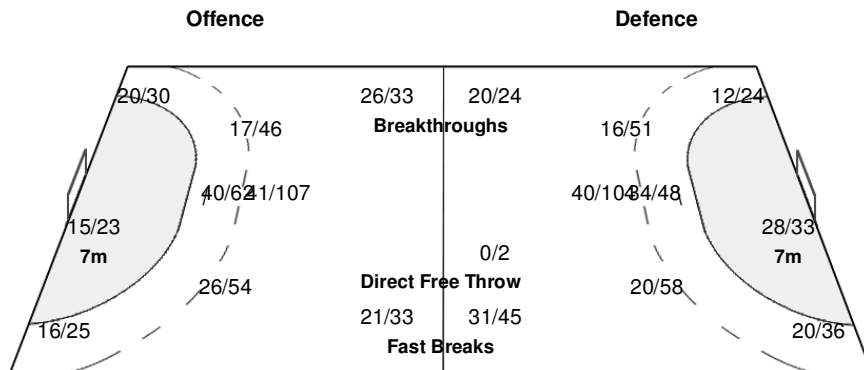 Offence Defence
20/30 26/33 20/24 12/24
17/46 Breakthroughs 16/51
40/62 41/107 40/104 34/48
15/23 28/33
7m 0/2 7m
Direct Free Throw
26/54 20/58
21/33 31/45
16/25 20/36
Fast Breaks